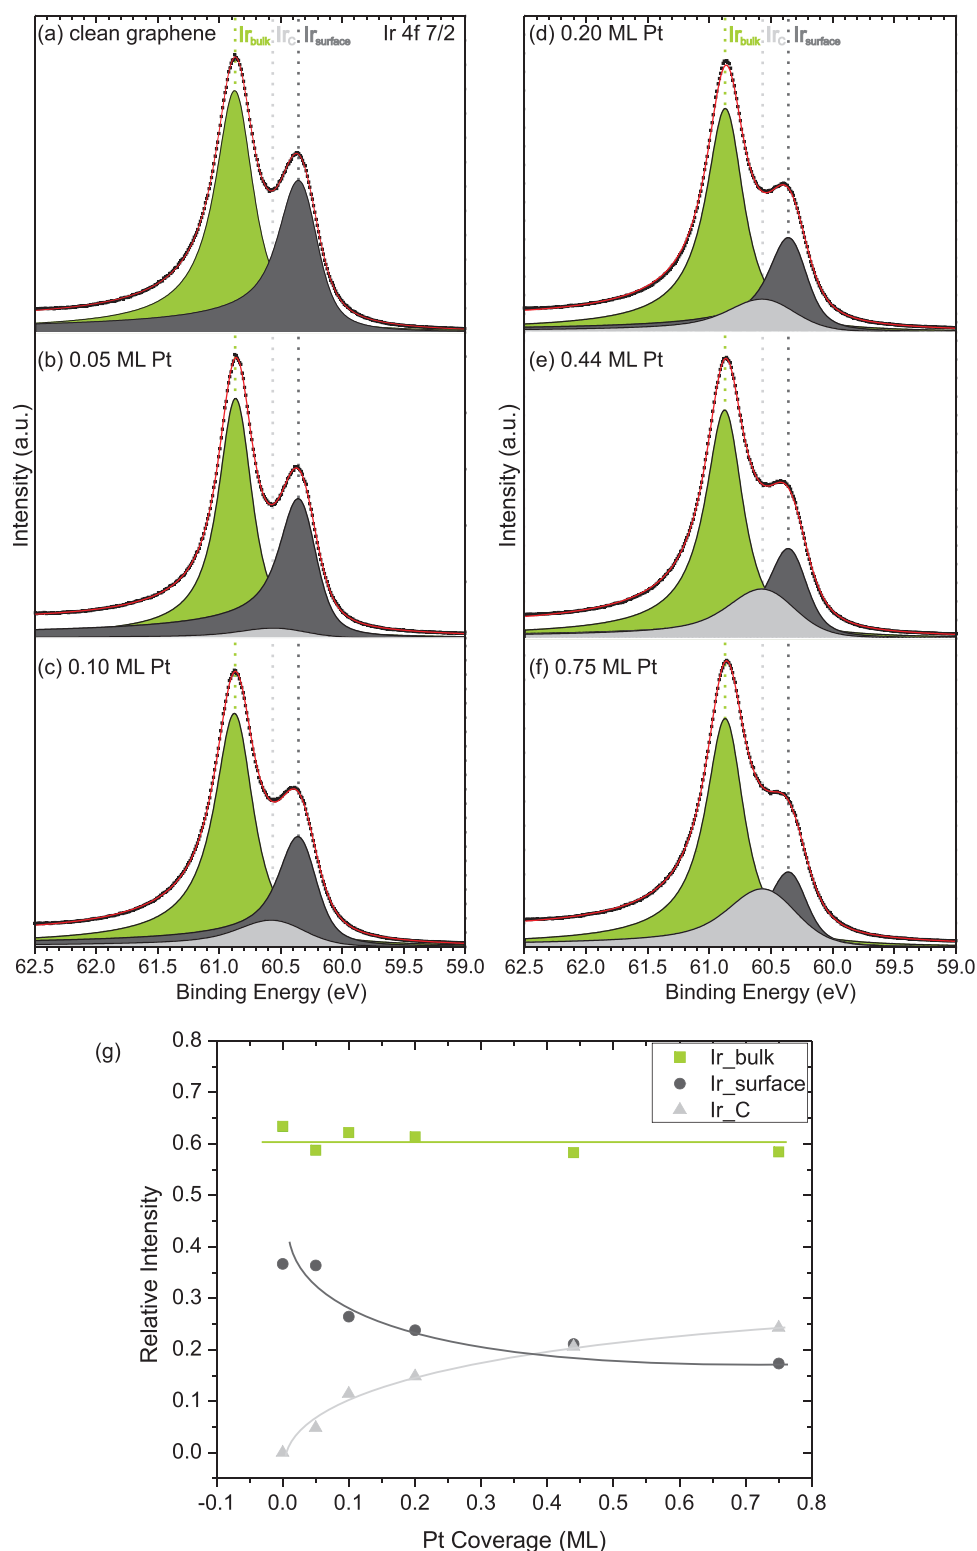 (a) clean graphene
Ir 4f 7/2
Ir_bulk Ir_C Ir_surface
(b) 0.05 ML Pt
(c) 0.10 ML Pt
Intensity (a.u.)
62.5 62.0 61.5 61.0 60.5 60.0 59.5 59.0
Binding Energy (eV)
(d) 0.20 ML Pt
Ir_bulk Ir_C Ir_surface
(e) 0.44 ML Pt
(f) 0.75 ML Pt
Intensity (a.u.)
62.5 62.0 61.5 61.0 60.5 60.0 59.5 59.0
Binding Energy (eV)
(g)
Ir_bulk
Ir_surface
Ir_C
0.8
0.7
0.6
0.5
0.4
0.3
0.2
0.1
0.0
Relative Intensity
-0.1 0.0 0.1 0.2 0.3 0.4 0.5 0.6 0.7 0.8
Pt Coverage (ML)